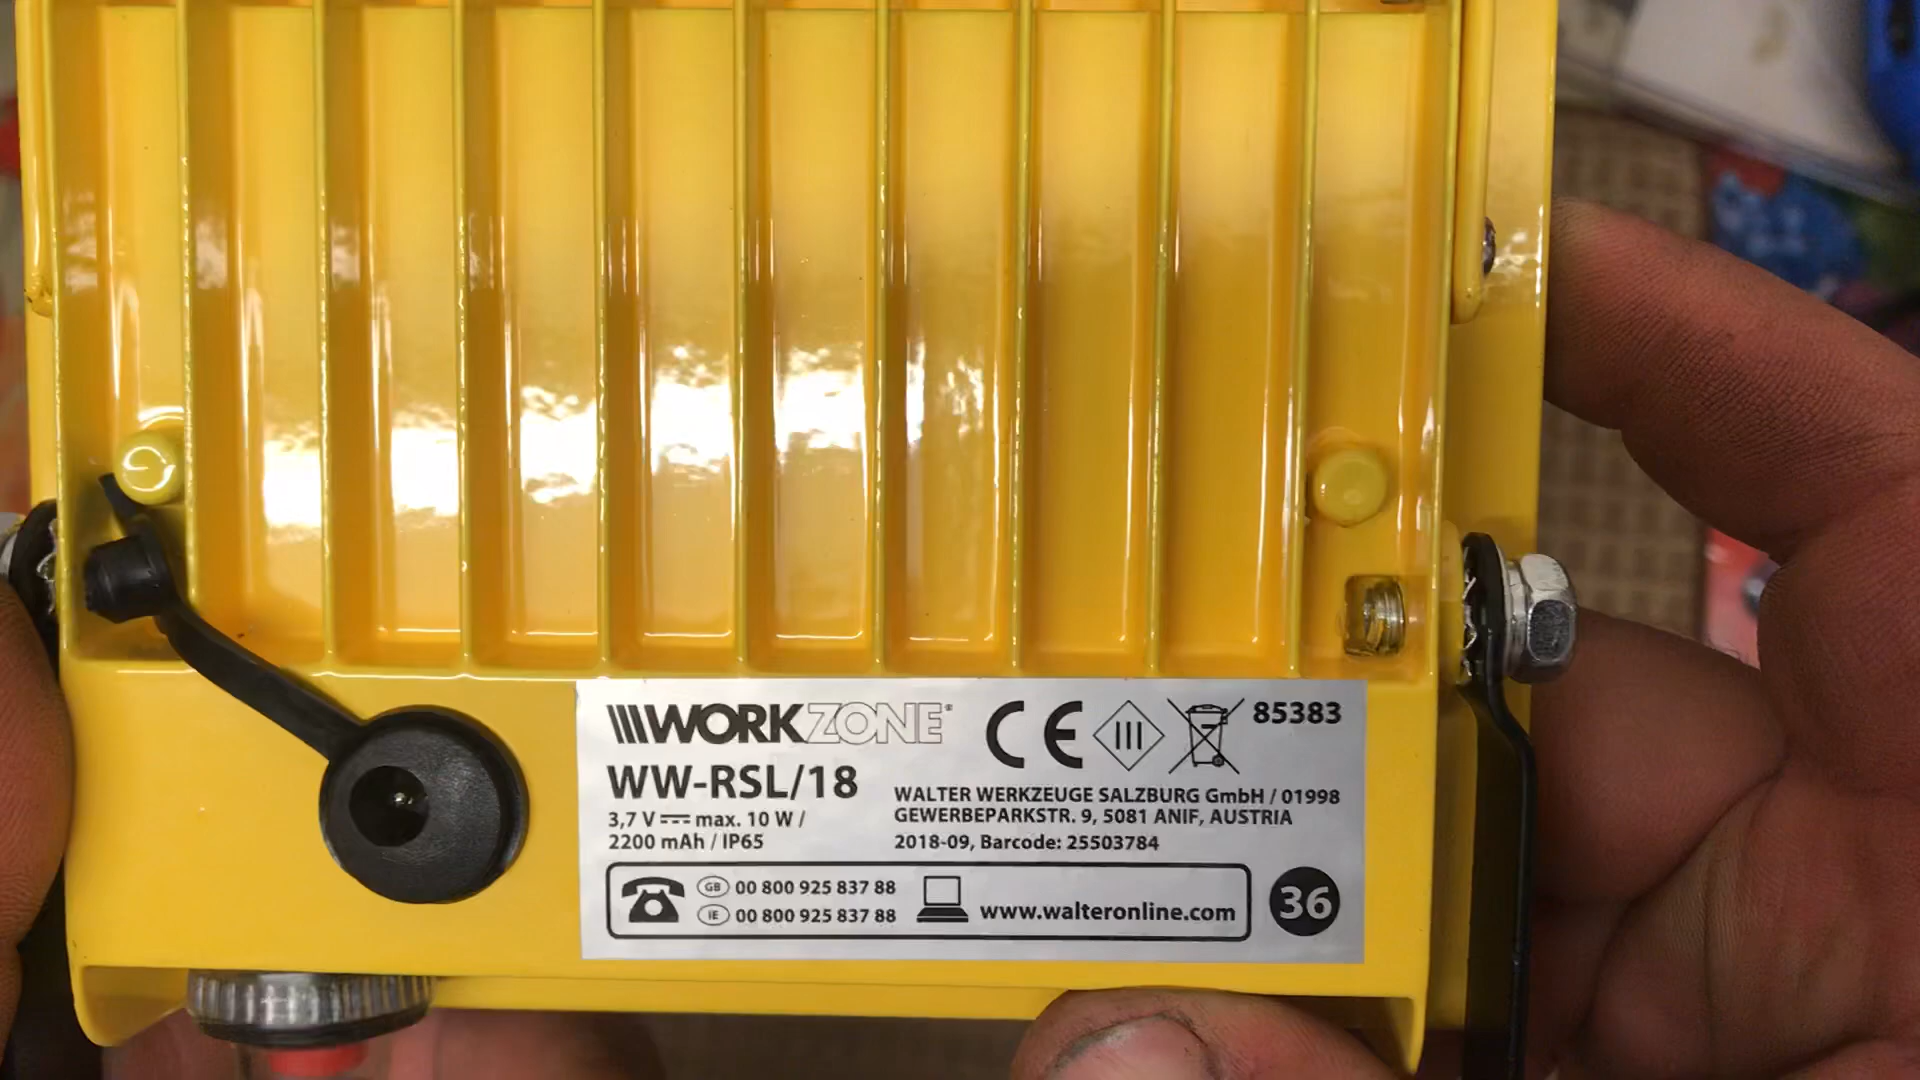 WORKZONE®
CE III 85383
WW-RSL/18
3,7 V ⎓ max. 10 W /
2200 mAh / IP65
WALTER WERKZEUGE SALZBURG GmbH / 01998
GEWERBEPARKSTR. 9, 5081 ANIF, AUSTRIA
2018-09, Barcode: 25503784
GB 00 800 925 837 88
IE 00 800 925 837 88
www.walteronline.com
36